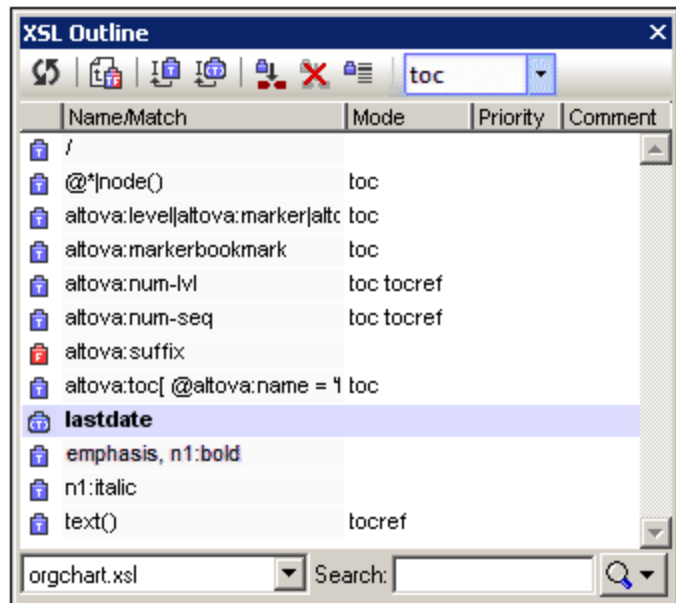 XSL Outline
toc
Name/Match Mode Priority Comment
/
@*|node() toc
altova:level|altova:marker|altc toc
altova:markerbookmark toc
altova:num-lvl toc tocref
altova:num-seq toc tocref
altova:suffix
altova:toc[ @altova:name = toc
lastdate
emphasis, n1:bold
n1:italic
text() tocref
orgchart.xsl Search: